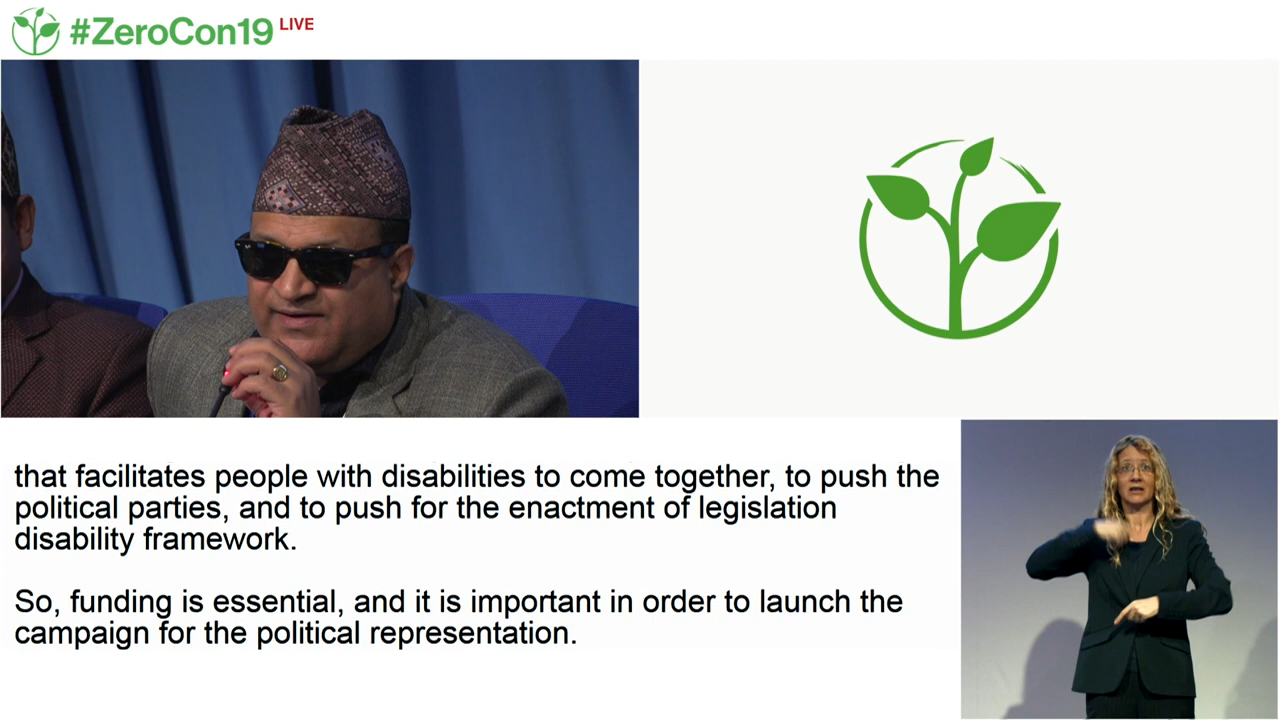 #ZeroCon19 LIVE
that facilitates people with disabilities to come together, to push the
political parties, and to push for the enactment of legislation
disability framework.
So, funding is essential, and it is important in order to launch the
campaign for the political representation.